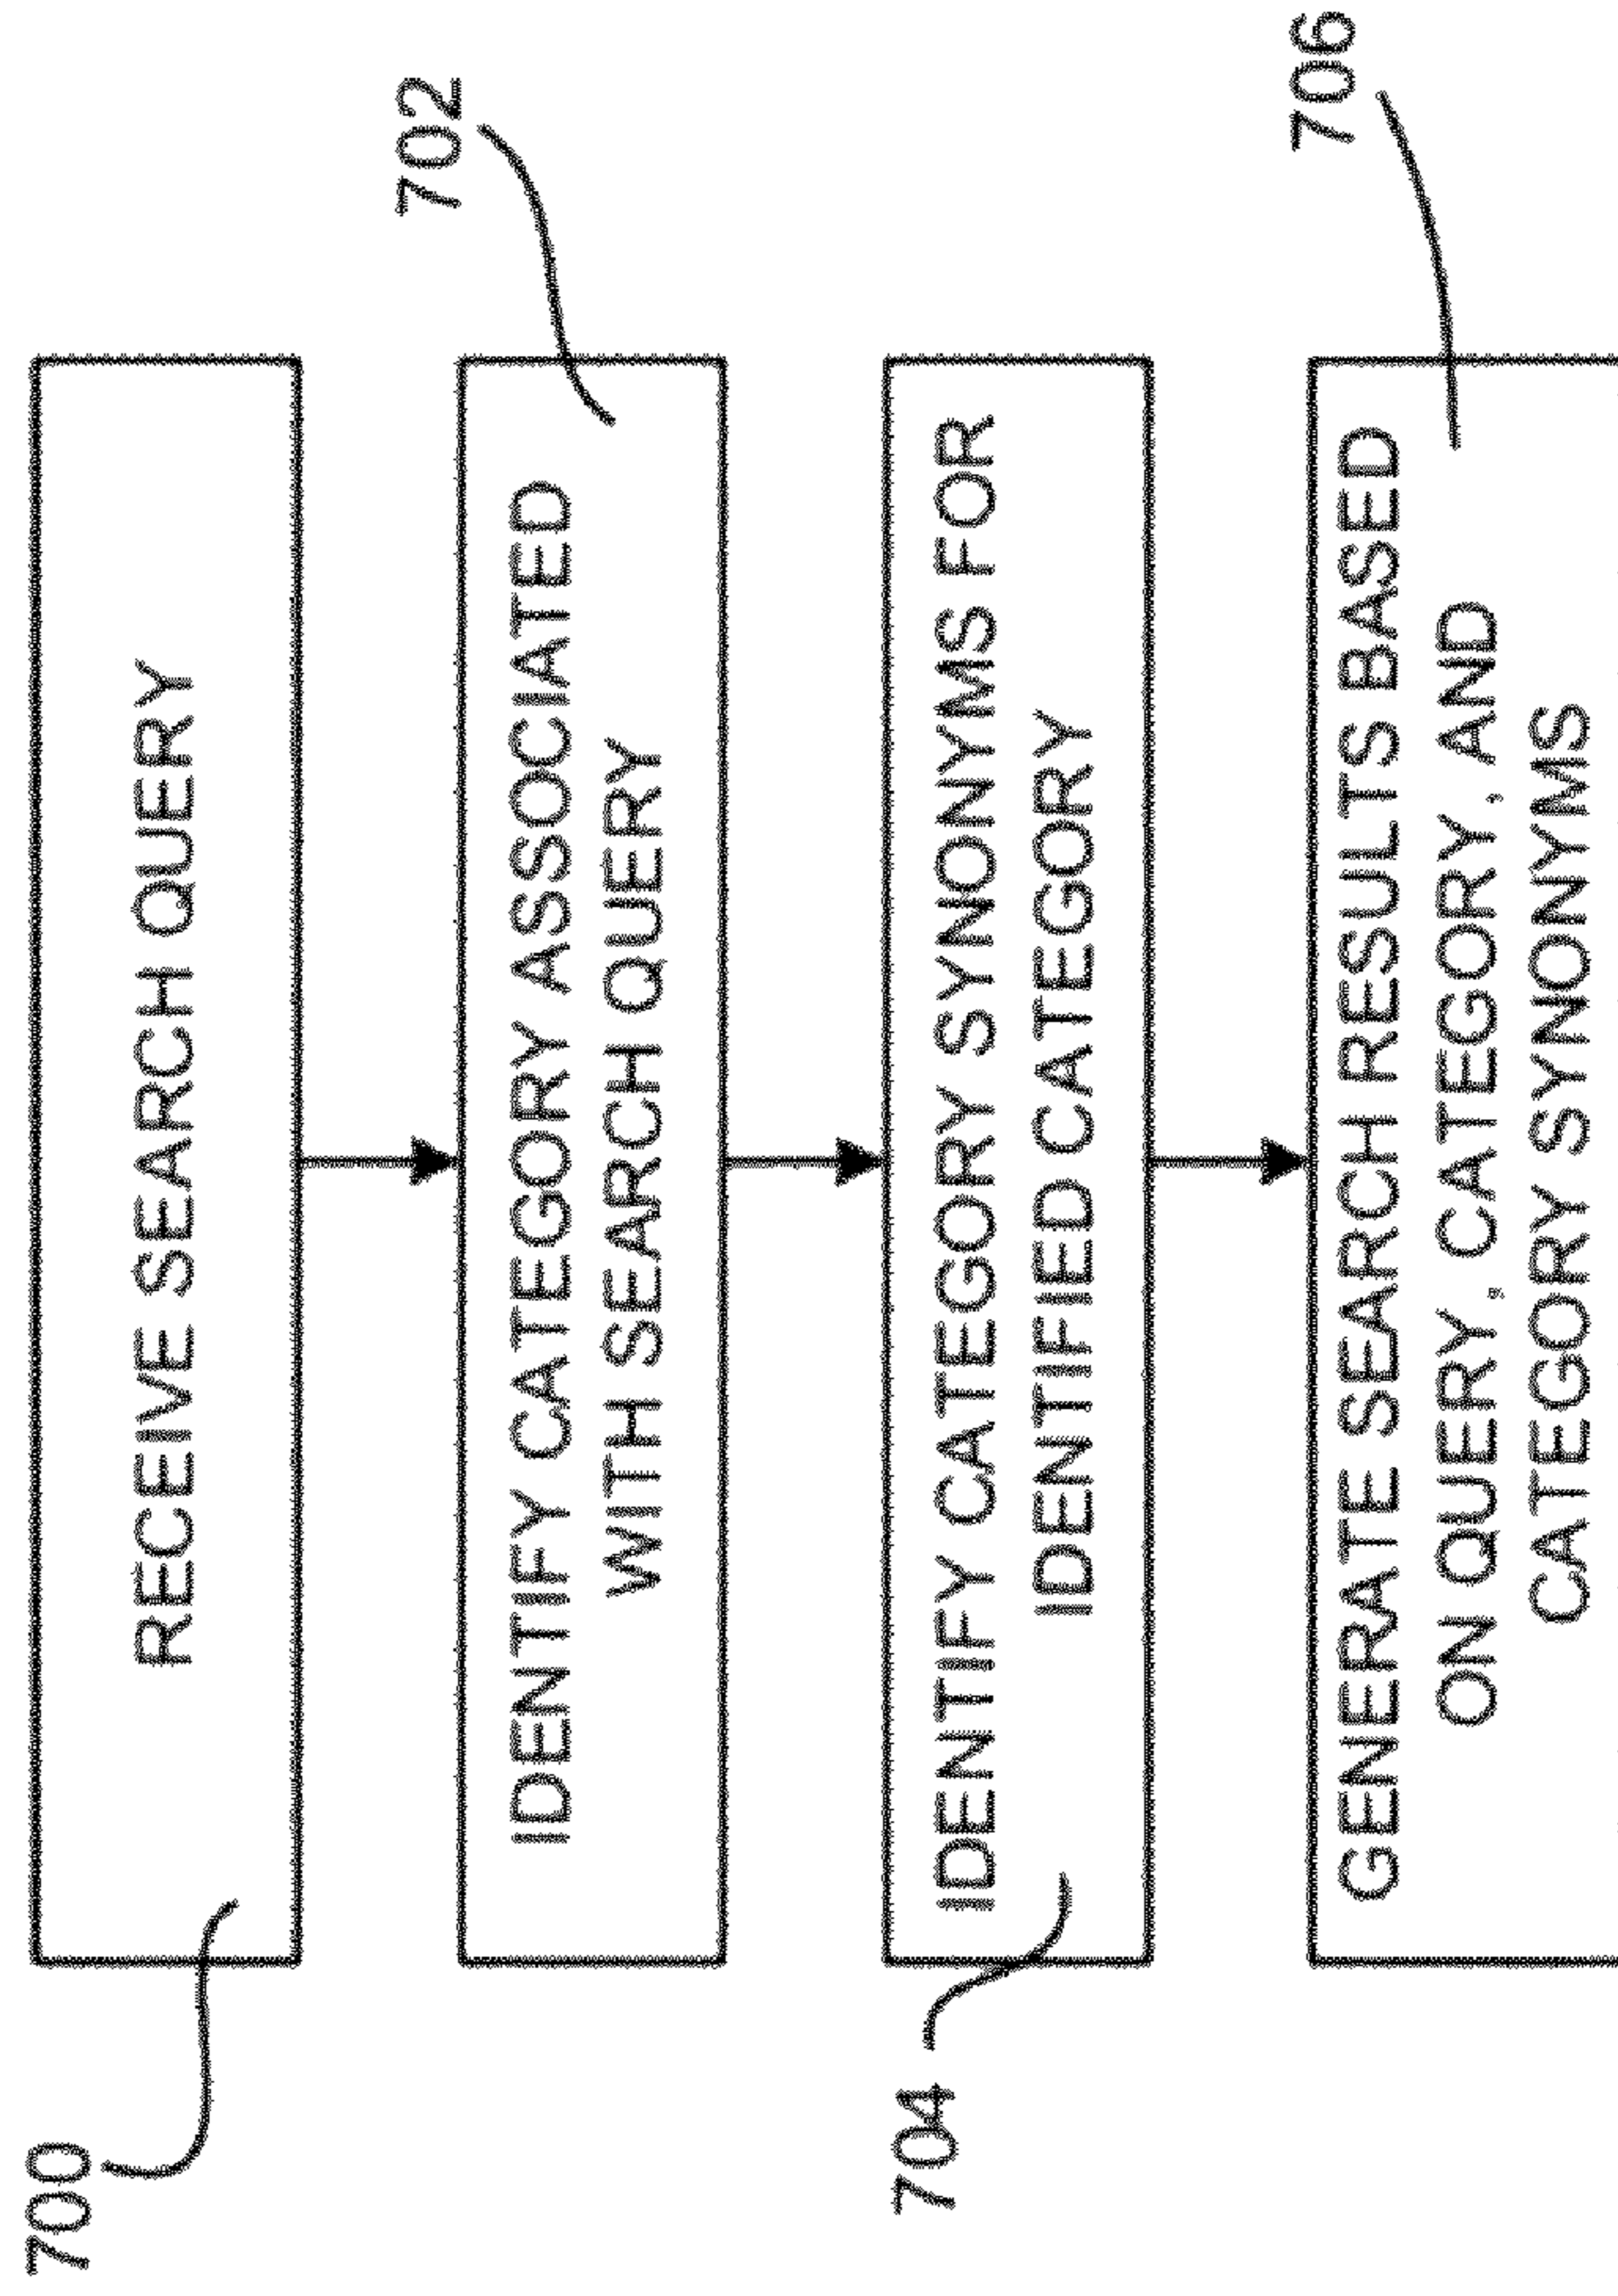 700
RECEIVE SEARCH QUERY
702
IDENTIFY CATEGORY ASSOCIATED
WITH SEARCH QUERY
704
IDENTIFY CATEGORY SYNONYMS FOR
IDENTIFIED CATEGORY
706
GENERATE SEARCH RESULTS BASED
ON QUERY, CATEGORY, AND
CATEGORY SYNONYMS